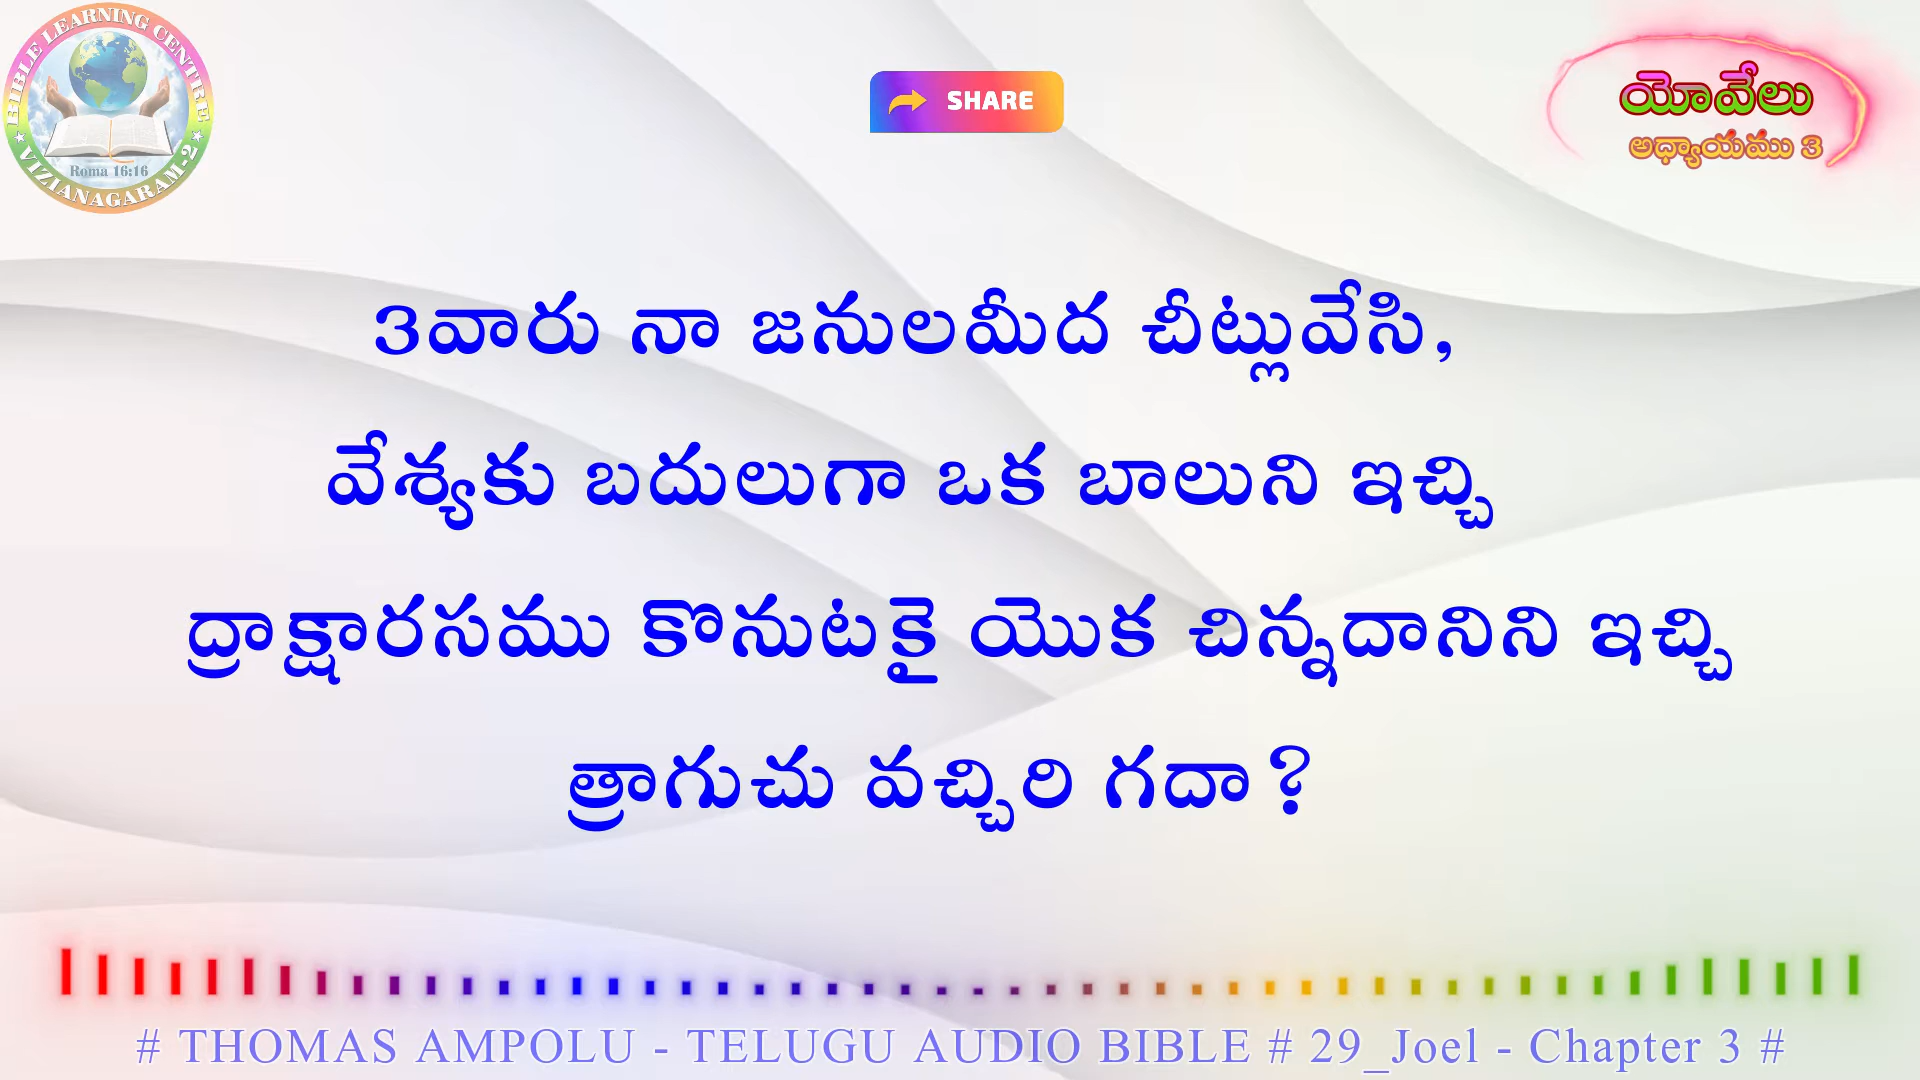 BIBLE LEARNING CENTRE
Roma 16:16
★ VIZIANAGARAM-2 ★
SHARE
యోవేలు
అధ్యాయము 3
3వారు నా జనులమీద చీట్లువేసి,
వేశ్యకు బదులుగా ఒక బాలుని ఇచ్చి
ద్రాక్షారసము కొనుటకై యొక చిన్నదానిని ఇచ్చి
త్రాగుచు వచ్చిరి గదా?
# THOMAS AMPOLU - TELUGU AUDIO BIBLE # 29_Joel - Chapter 3 #